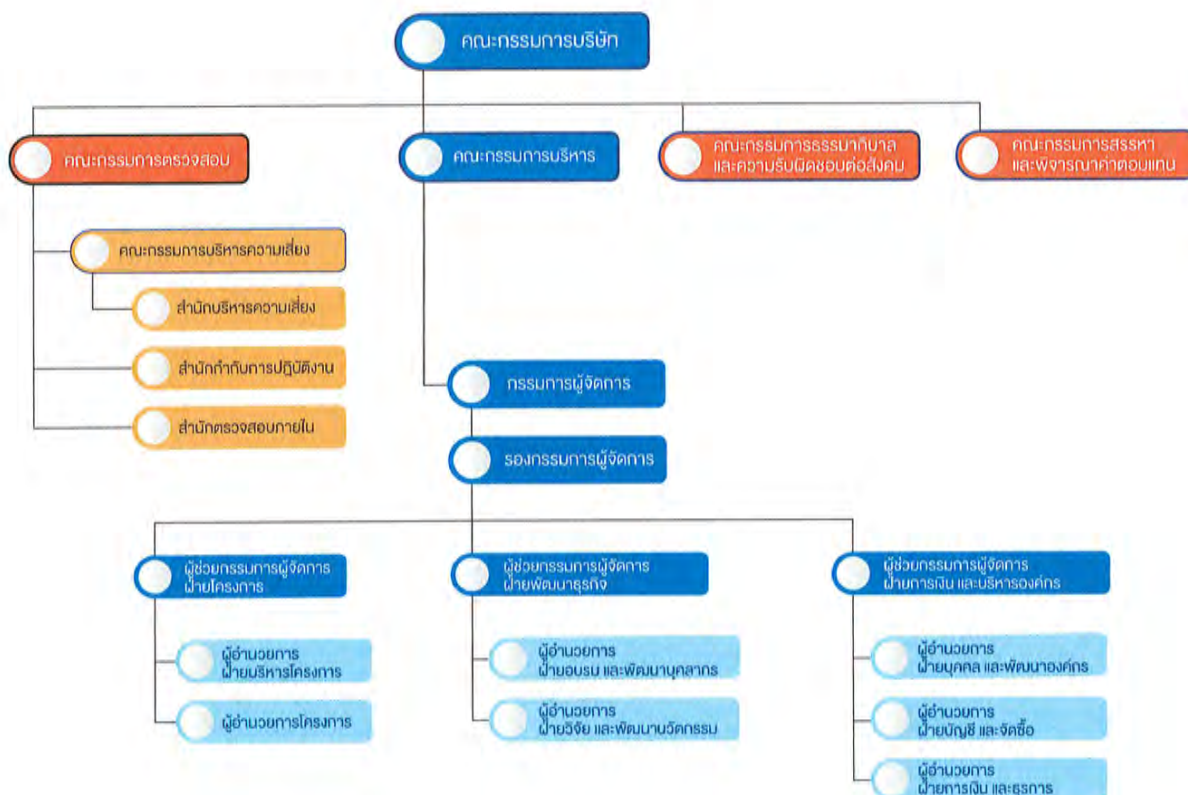 คณะกรรมการบริษัท
คณะกรรมการตรวจสอบ
คณะกรรมการบริหาร
คณะกรรมการธรรมาภิบาล
และความรับผิดชอบต่อสังคม
คณะกรรมการสรรหา
และพิจารณาค่าตอบแทน
คณะกรรมการบริหารความเสี่ยง
สำนักบริหารความเสี่ยง
สำนักกำกับการปฏิบัติงาน
สำนักตรวจสอบภายใน
กรรมการผู้จัดการ
รองกรรมการผู้จัดการ
ผู้ช่วยกรรมการผู้จัดการ
ฝ่ายโครงการ
ผู้อำนวยการ
ฝ่ายบริหารโครงการ
ผู้อำนวยการโครงการ
ผู้ช่วยกรรมการผู้จัดการ
ฝ่ายพัฒนาธุรกิจ
ผู้อำนวยการ
ฝ่ายอบรม และพัฒนาบุคลากร
ผู้อำนวยการ
ฝ่ายวิจัย และพัฒนานวัตกรรม
ผู้ช่วยกรรมการผู้จัดการ
ฝ่ายการเงิน และบริหารองค์กร
ผู้อำนวยการ
ฝ่ายบุคคล และพัฒนาองค์กร
ผู้อำนวยการ
ฝ่ายบัญชี และจัดซื้อ
ผู้อำนวยการ
ฝ่ายการเงิน และธุรการ